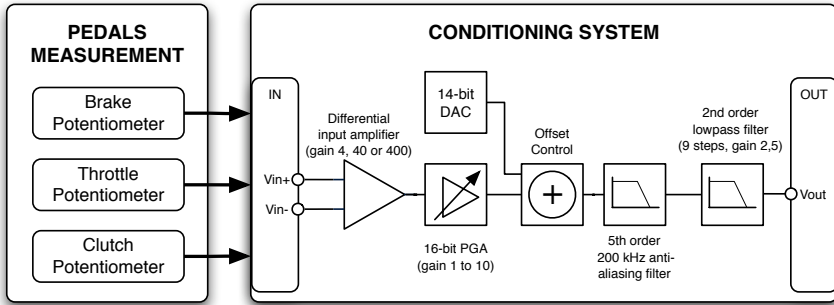 PEDALS
MEASUREMENT
Brake
Potentiometer
Throttle
Potentiometer
Clutch
Potentiometer
CONDITIONING SYSTEM
IN
Vin+
Vin-
Differential
input amplifier
(gain 4, 40 or 400)
14-bit
DAC
16-bit PGA
(gain 1 to 10)
Offset
Control
+
5th order
200 kHz anti-
aliasing filter
2nd order
lowpass filter
(9 steps, gain 2,5)
OUT
Vout